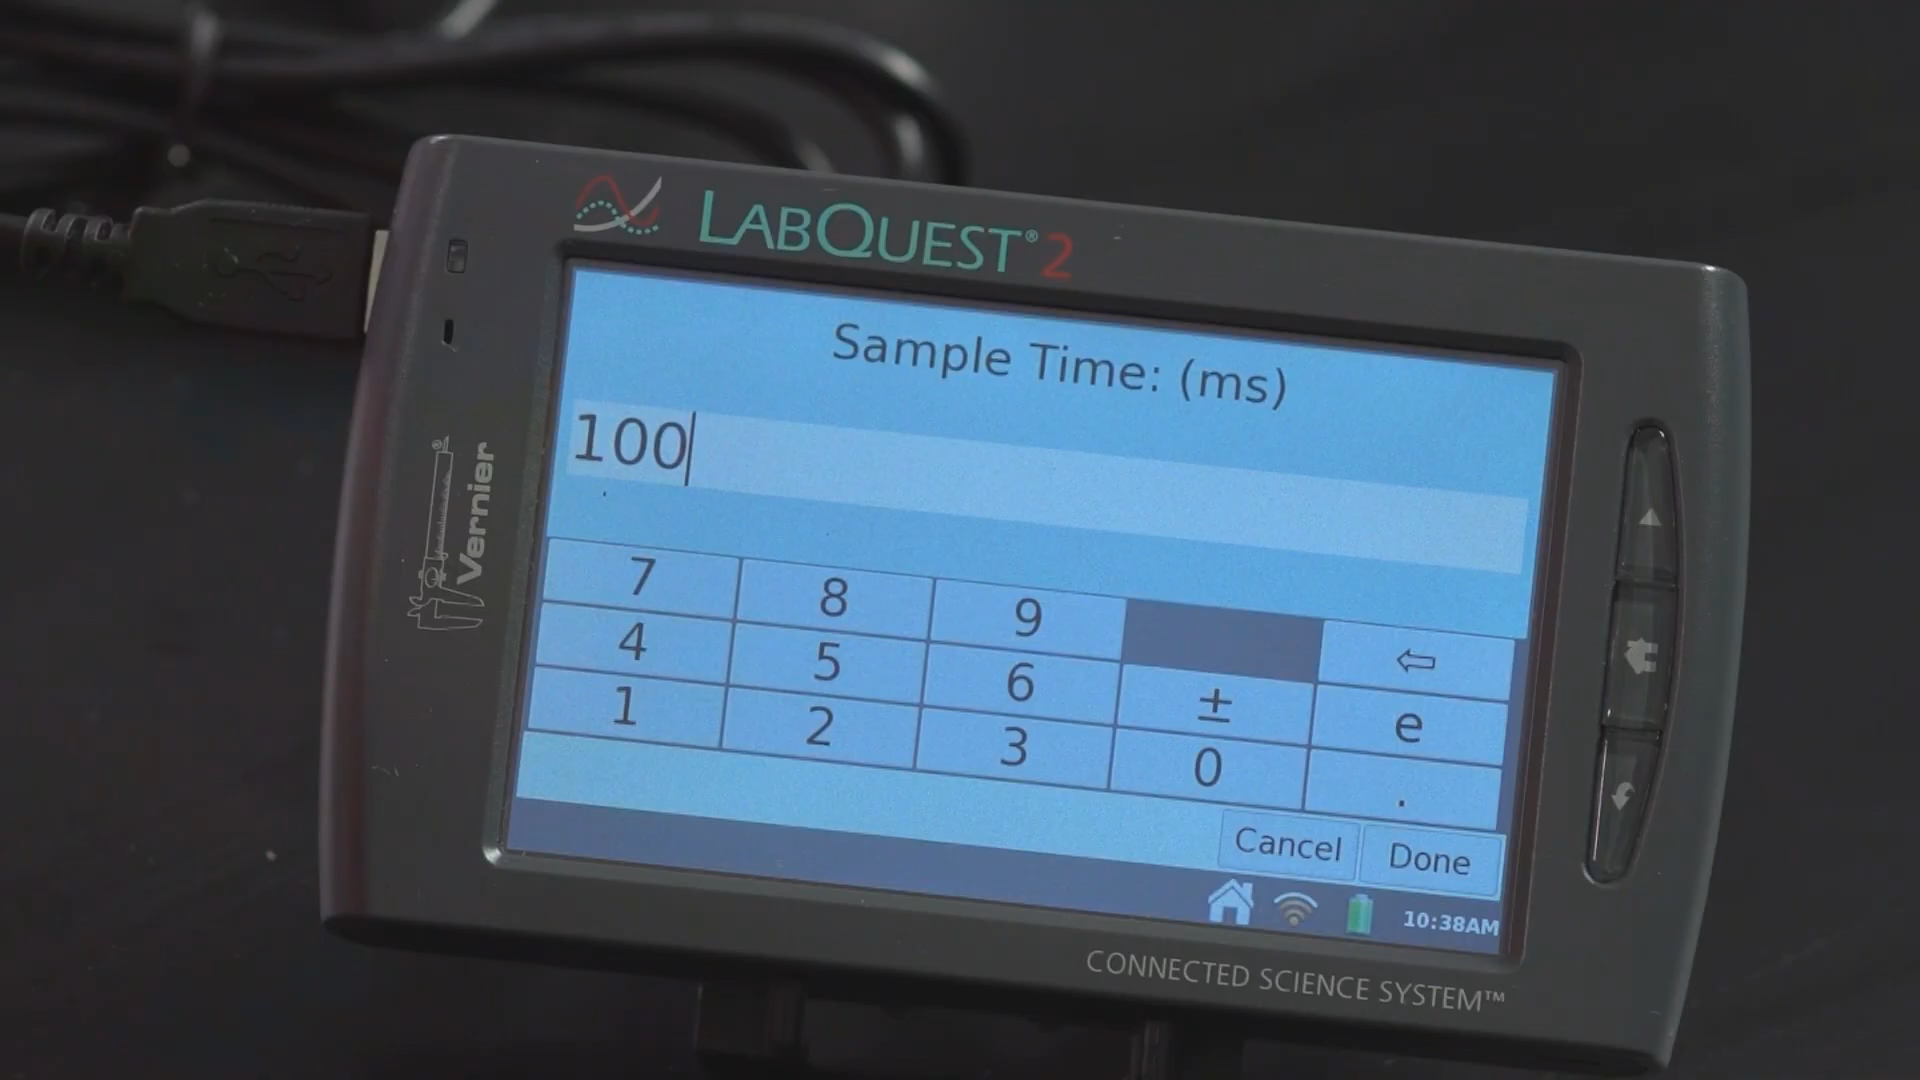 LABQUEST® 2
Vernier®
Sample Time: (ms)
100
7 8 9 ⇦
4 5 6 ± e
1 2 3 0 .
Cancel Done
10:38AM
CONNECTED SCIENCE SYSTEM™